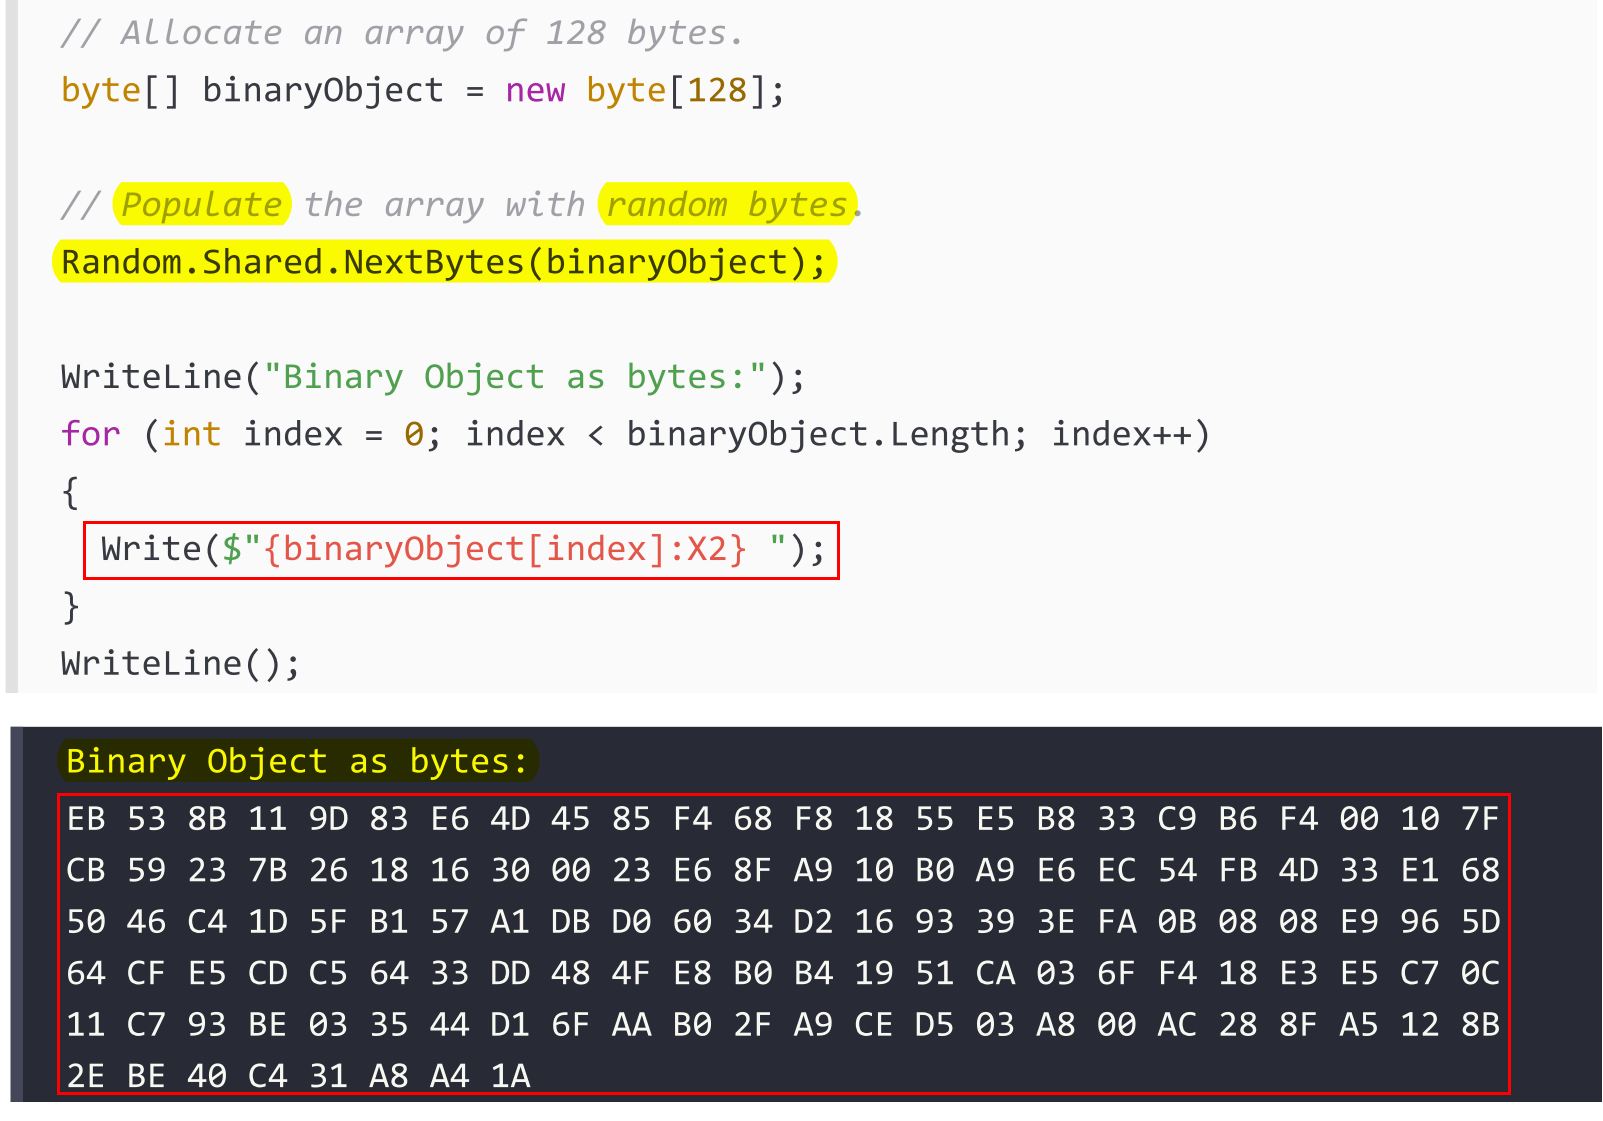 // Allocate an array of 128 bytes.
byte[] binaryObject = new byte[128];
// Populate the array with random bytes.
Random.Shared.NextBytes(binaryObject);
WriteLine("Binary Object as bytes:");
for (int index = 0; index < binaryObject.Length; index++)
{
Write($"{binaryObject[index]:X2} ");
}
WriteLine();
Binary Object as bytes:
EB 53 8B 11 9D 83 E6 4D 45 85 F4 68 F8 18 55 E5 B8 33 C9 B6 F4 00 10 7F
CB 59 23 7B 26 18 16 30 00 23 E6 8F A9 10 B0 A9 E6 EC 54 FB 4D 33 E1 68
50 46 C4 1D 5F B1 57 A1 DB D0 60 34 D2 16 93 39 3E FA 0B 08 08 E9 96 5D
64 CF E5 CD C5 64 33 DD 48 4F E8 B0 B4 19 51 CA 03 6F F4 18 E3 E5 C7 0C
11 C7 93 BE 03 35 44 D1 6F AA B0 2F A9 CE D5 03 A8 00 AC 28 8F A5 12 8B
2E BE 40 C4 31 A8 A4 1A